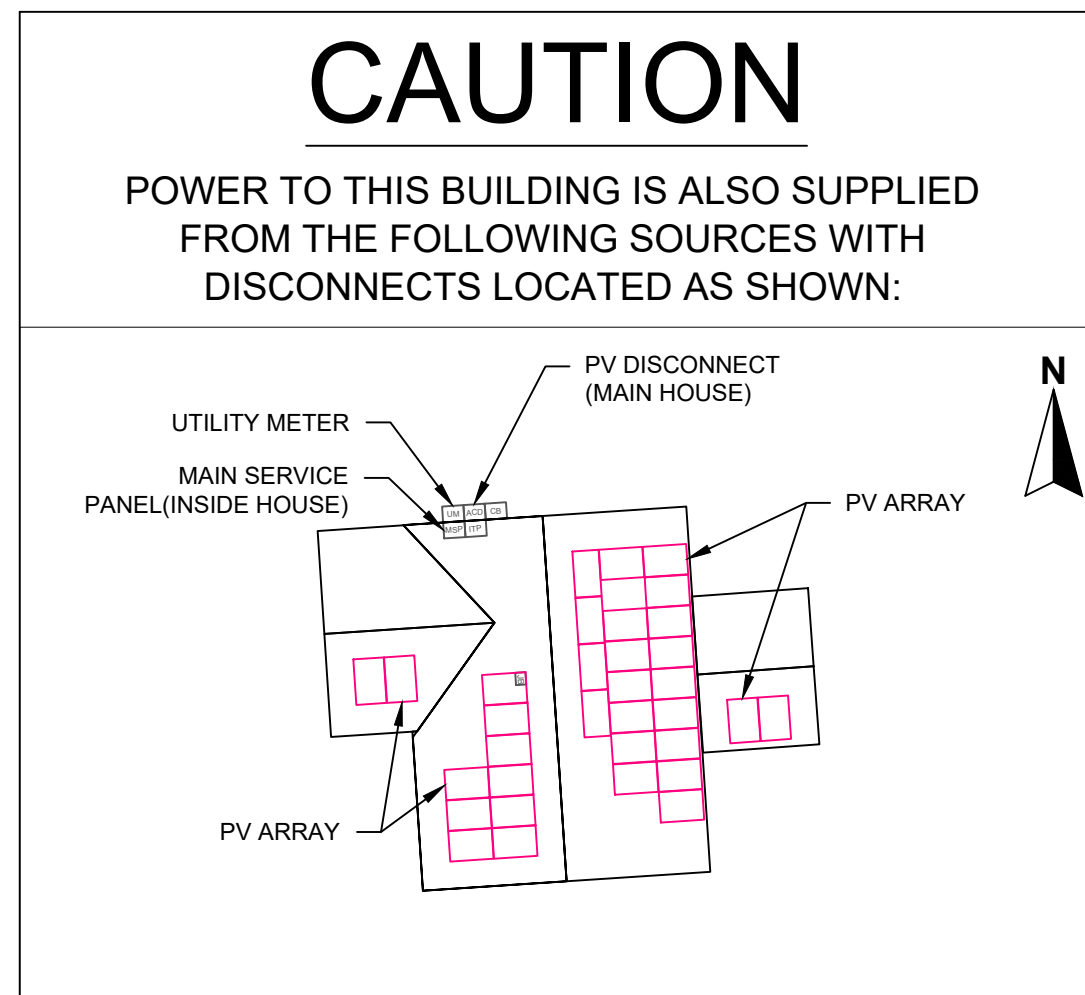 CAUTION
POWER TO THIS BUILDING IS ALSO SUPPLIED
FROM THE FOLLOWING SOURCES WITH
DISCONNECTS LOCATED AS SHOWN:
PV DISCONNECT
(MAIN HOUSE)
N
UTILITY METER
MAIN SERVICE
PANEL(INSIDE HOUSE)
PV ARRAY
UM ACD CB
MSP ITP
PV ARRAY